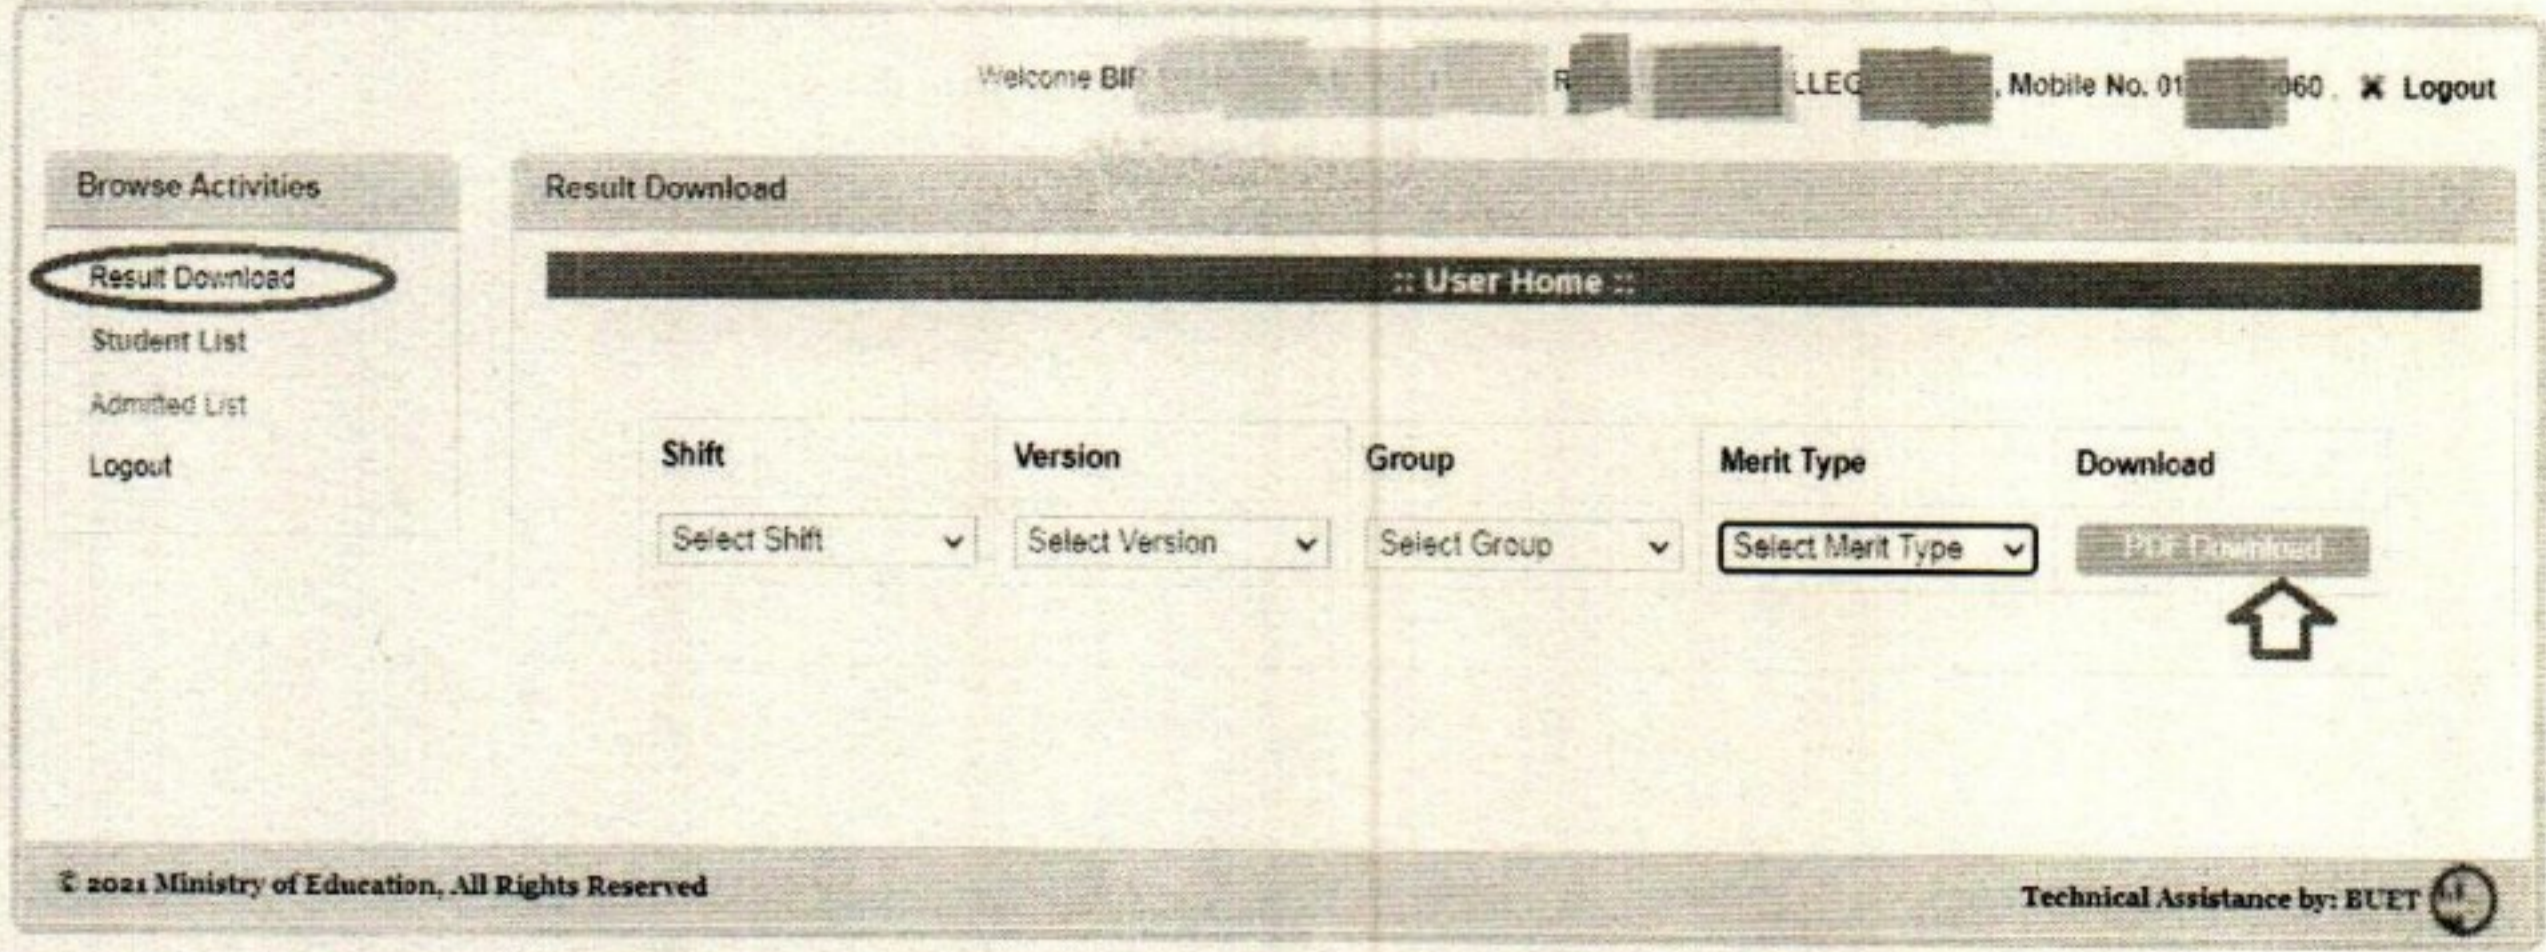 Welcome BIF R LLEG , Mobile No. 01 060 . ✖ Logout
Browse Activities
Result Download
Student List
Admitted List
Logout
Result Download
:: User Home ::
Shift Version Group Merit Type Download
Select Shift Select Version Select Group Select Merit Type PDF Download
© 2021 Ministry of Education, All Rights Reserved
Technical Assistance by: BUET